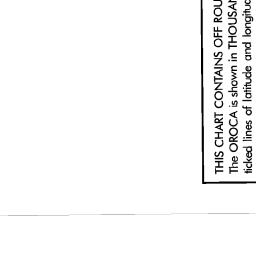 THIS CHART CONTAINS OFF
The OROCA is shown in
ticked lines of latitude and